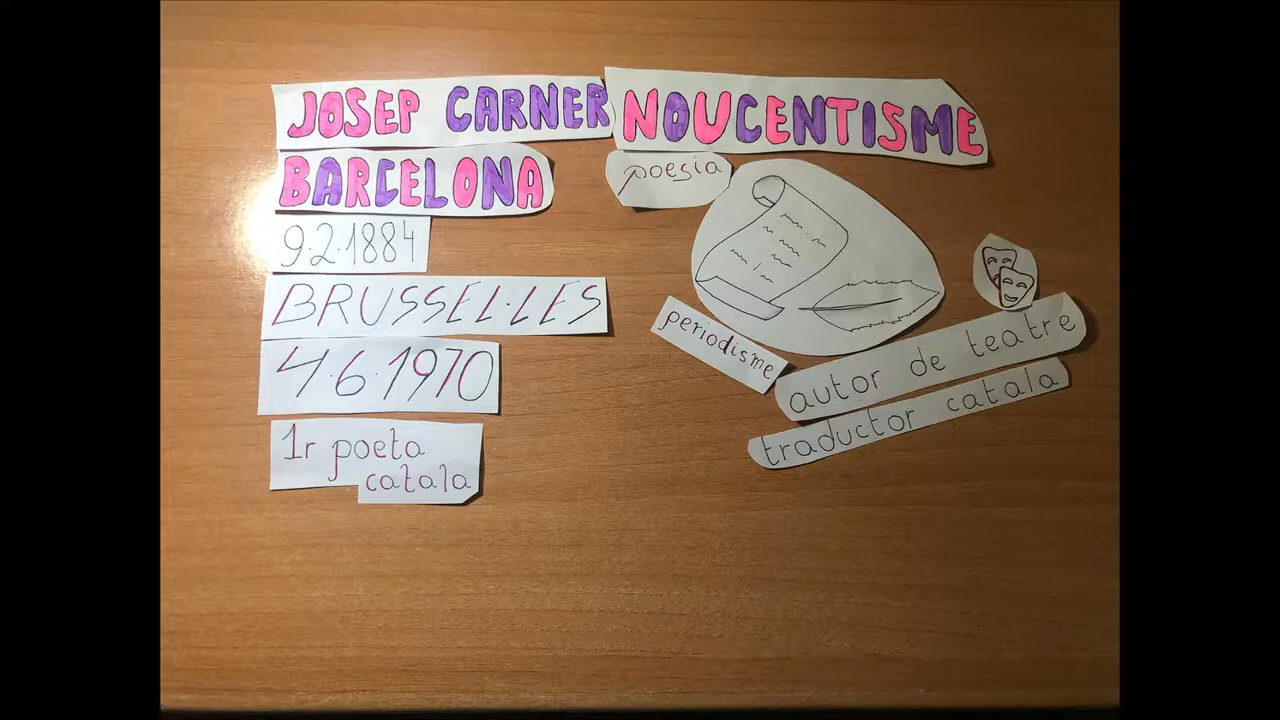 JOSEP CARNER
BARCELONA
9.2.1884
BRUSSEL·LES
4.6.1970
1r poeta
catala
NOUCENTISME
poesia
periodisme
autor de teatre
traductor catala